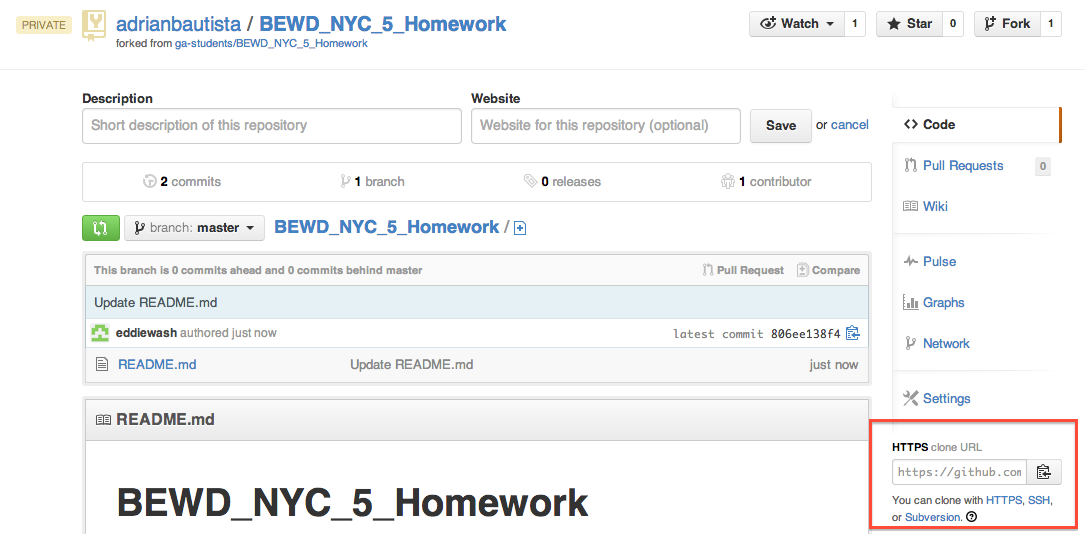 PRIVATE adrianbautista / BEWD_NYC_5_Homework Watch 1 Star 0 Fork 1
forked from ga-students/BEWD_NYC_5_Homework
Description Website
Short description of this repository Website for this repository (optional) Save or cancel
2 commits 1 branch 0 releases 1 contributor
branch: master BEWD_NYC_5_Homework /
This branch is 0 commits ahead and 0 commits behind master Pull Request Compare
Update README.md
eddiewash authored just now latest commit 806ee138f4
README.md Update README.md just now
README.md
BEWD_NYC_5_Homework
Code
Pull Requests 0
Wiki
Pulse
Graphs
Network
Settings
HTTPS clone URL
https://github.com
You can clone with HTTPS, SSH,
or Subversion.